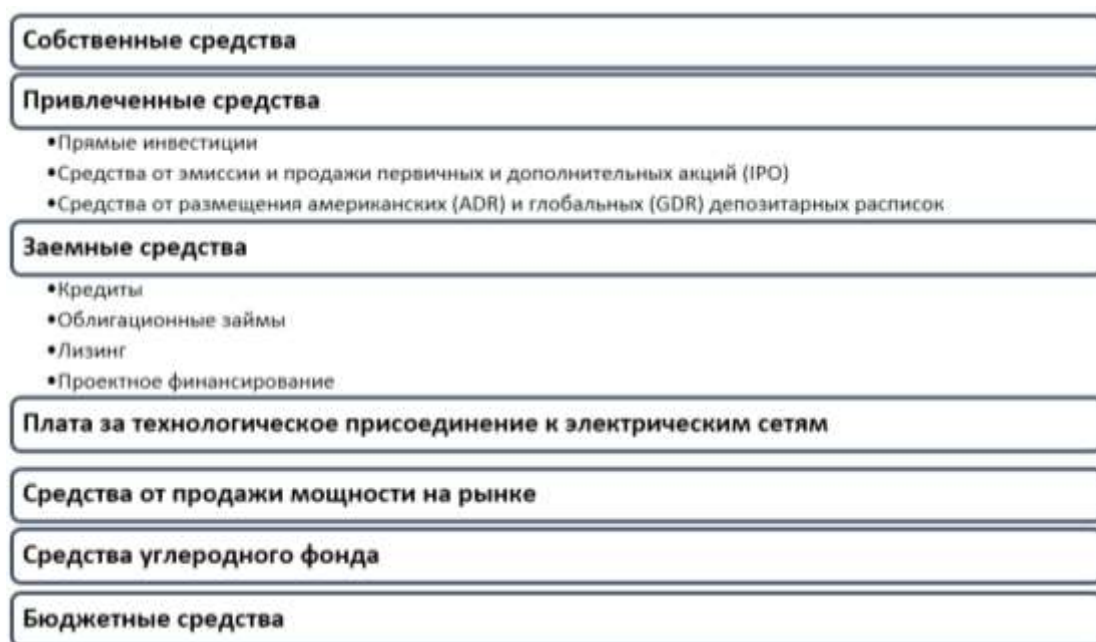 Собственные средства
Привлеченные средства
•Прямые инвестиции
•Средства от эмиссии и продажи первичных и дополнительных акций (IPO)
•Средства от размещения американских (ADR) и глобальных (GDR) депозитарных расписок
Заемные средства
•Кредиты
•Облигационные займы
•Лизинг
•Проектное финансирование
Плата за технологическое присоединение к электрическим сетям
Средства от продажи мощности на рынке
Средства углеродного фонда
Бюджетные средства